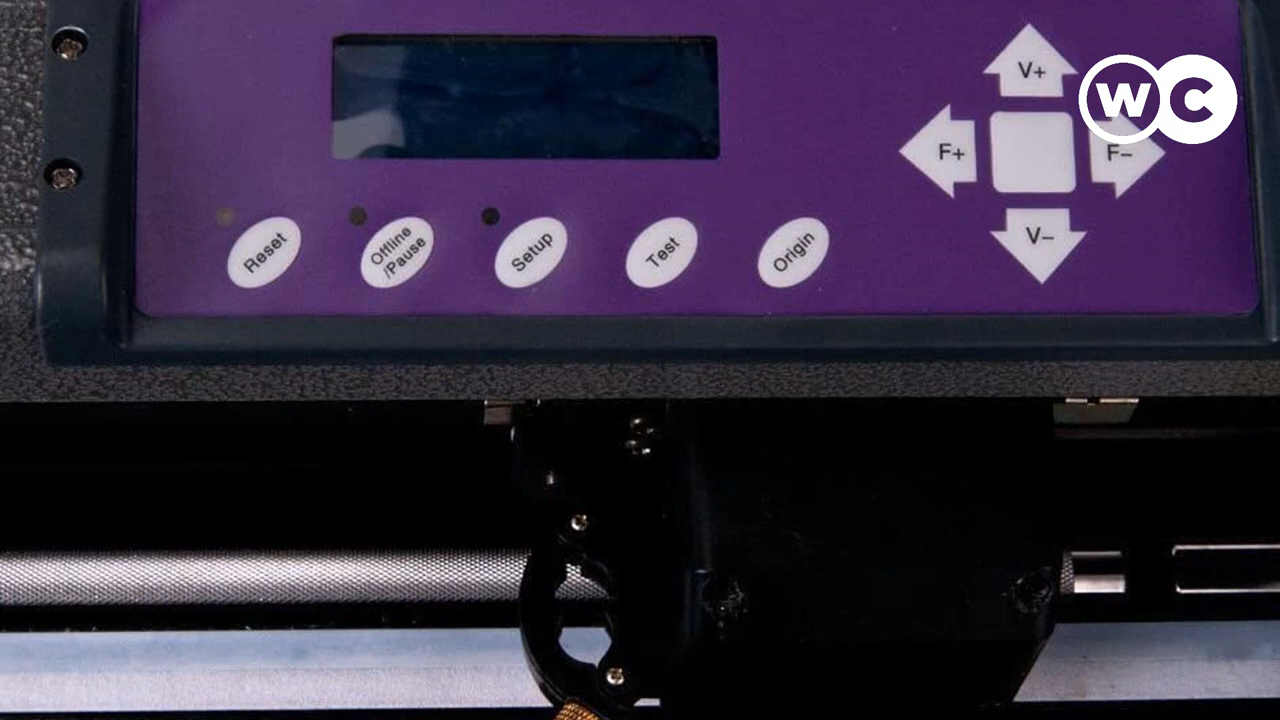 V+
WC
F+
F–
V–
Reset
Offline
/Pause
Setup
Test
Origin